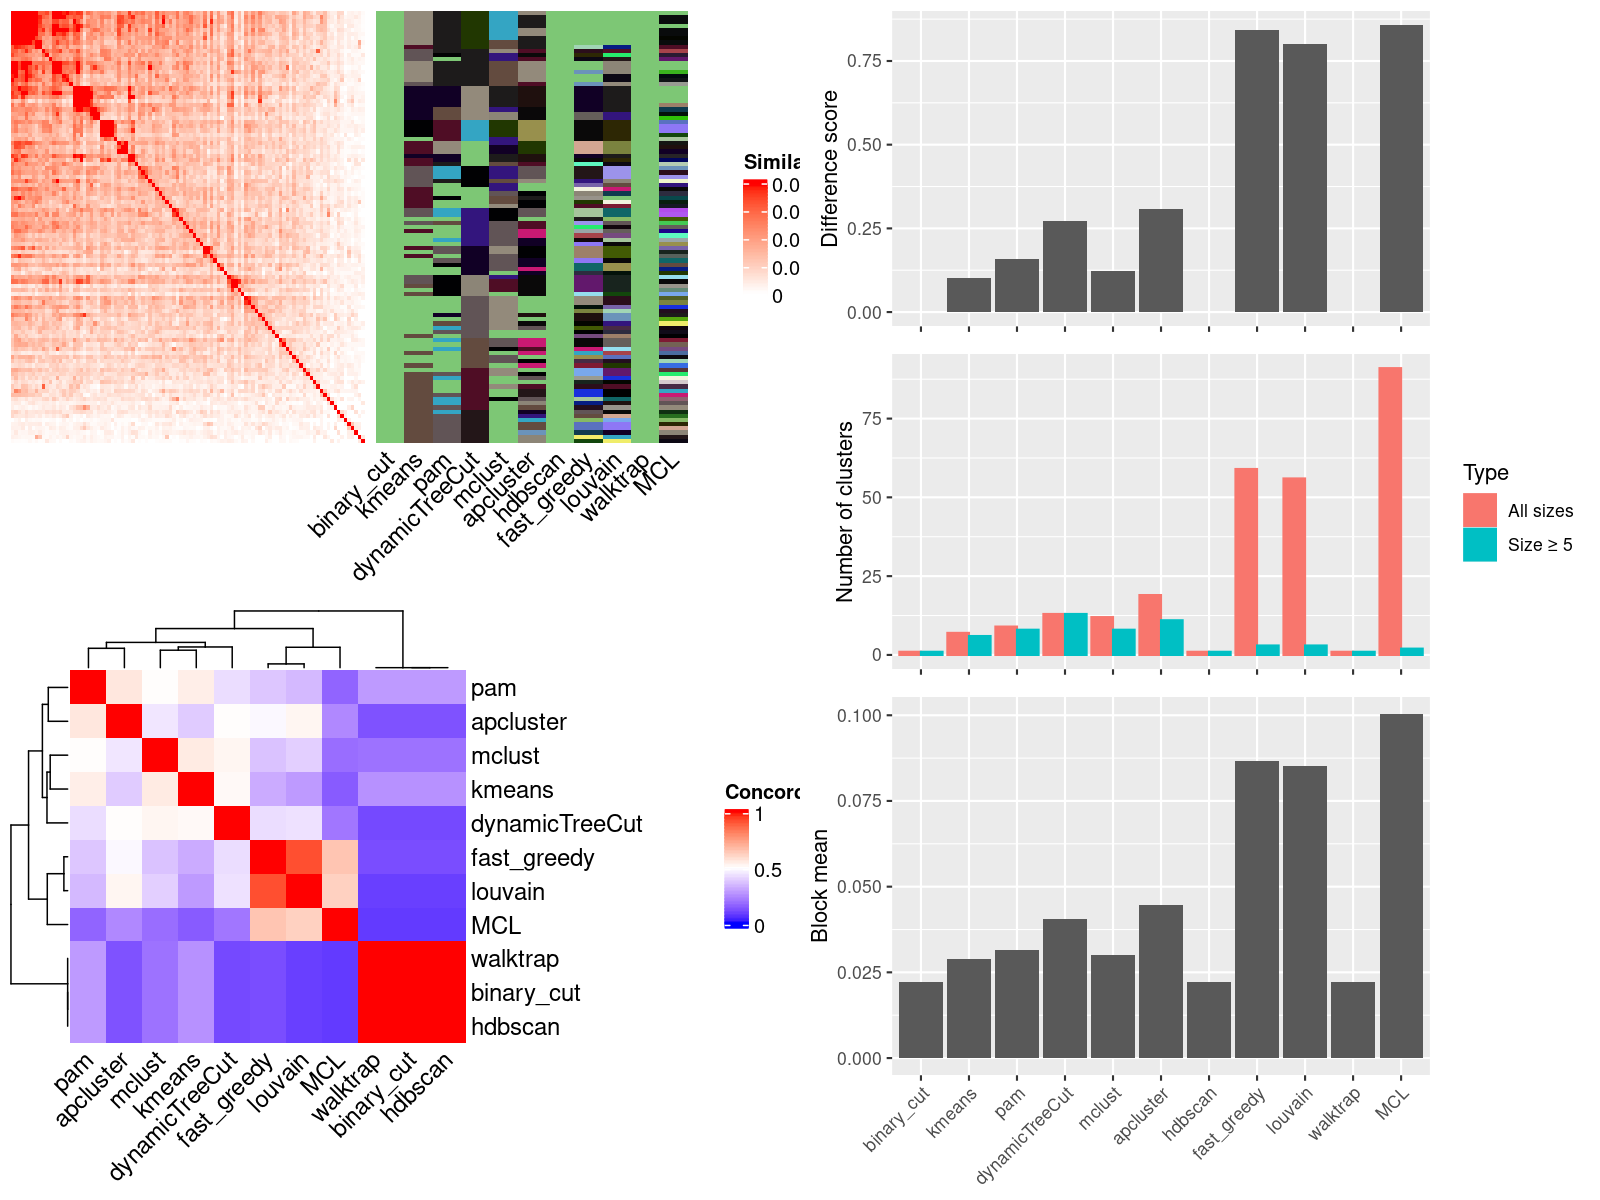 Simila
0.0
0.0
0.0
0.0
0
binary_cut
kmeans
pam
dynamicTreeCut
mclust
apcluster
hdbscan
fast_greedy
louvain
walktrap
MCL
pam
apcluster
mclust
kmeans
dynamicTreeCut
fast_greedy
louvain
MCL
walktrap
binary_cut
hdbscan
pam
apcluster
mclust
kmeans
dynamicTreeCut
fast_greedy
louvain
MCL
walktrap
binary_cut
hdbscan
Concord
1
0.5
0
Difference score
0.75
0.50
0.25
0.00
Number of clusters
75
50
25
0
Type
All sizes
Size ≥ 5
Block mean
0.100
0.075
0.050
0.025
0.000
binary_cut
kmeans
pam
dynamicTreeCut
mclust
apcluster
hdbscan
fast_greedy
louvain
walktrap
MCL